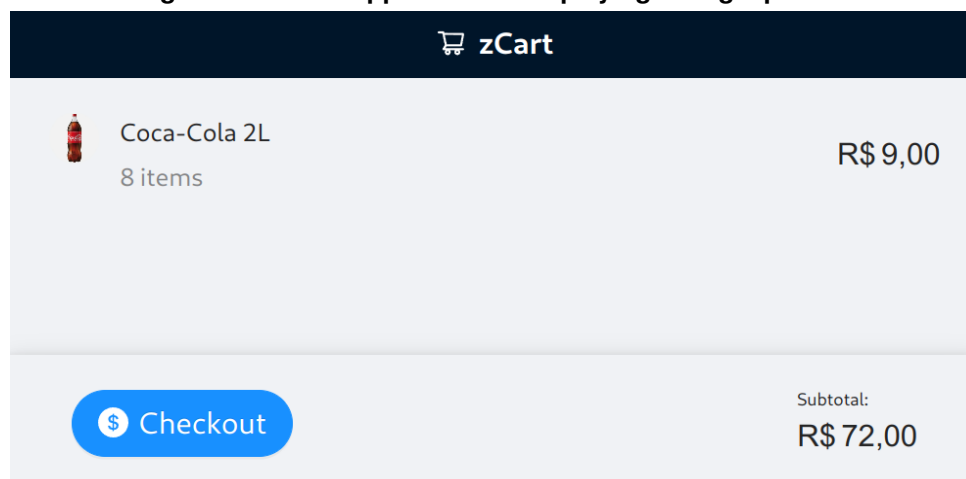 zCart
Coca-Cola 2L
8 items
R$ 9,00
Checkout
Subtotal:
R$ 72,00